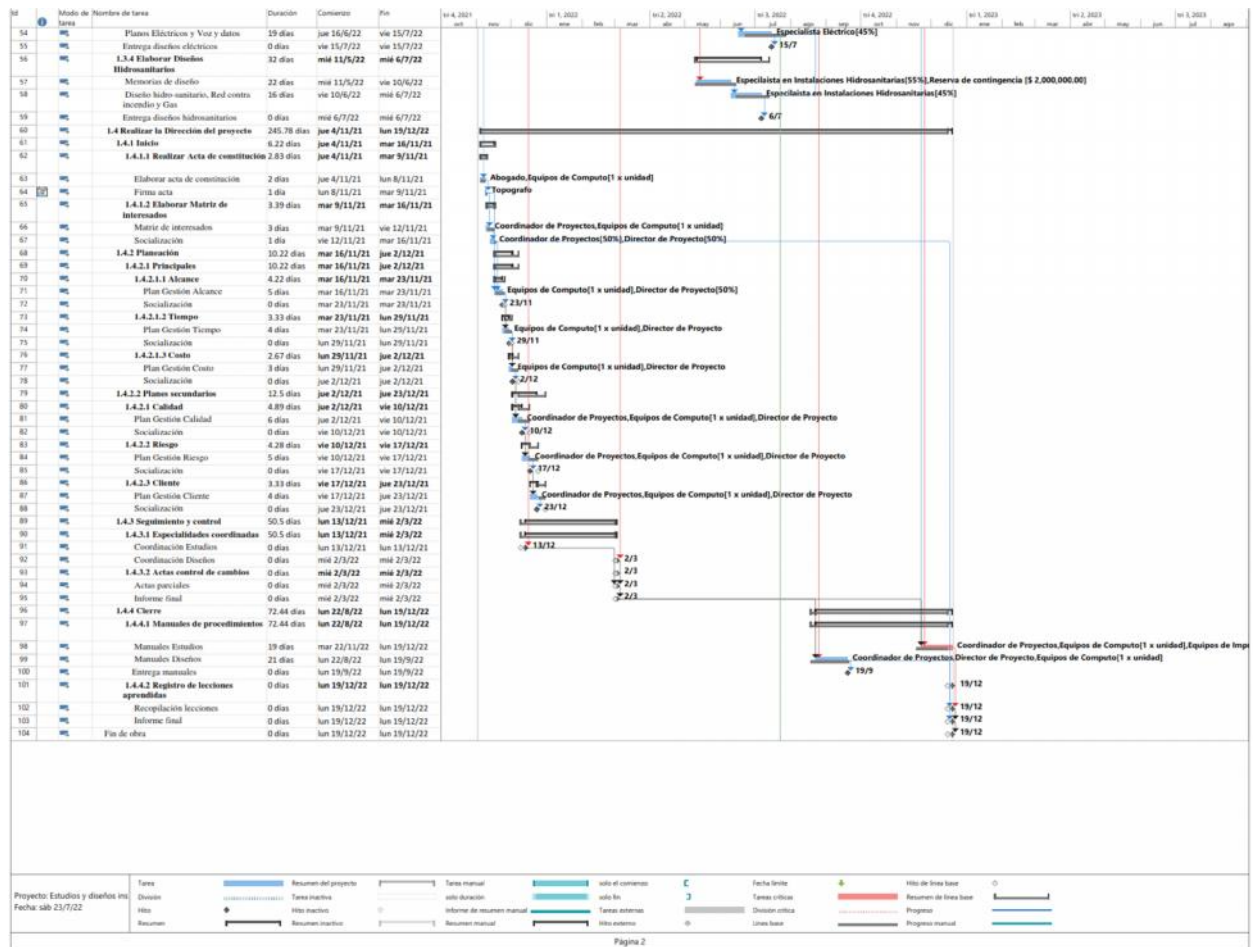 Id
Modo de tarea
Nombre de tarea
Duración
Comienzo
Fin
tri 4, 2021
tri 1, 2022
tri 2, 2022
tri 3, 2022
tri 4, 2022
tri 1, 2023
tri 2, 2023
tri 3, 2023
oct nov dic ene feb mar abr may jun jul ago sep oct nov dic ene feb mar abr may jun jul ago
54 Planos Eléctricos y Voz y datos 19 días jue 16/6/22 vie 15/7/22 Especialista Eléctrico[45%]
55 Entrega diseños eléctricos 0 días vie 15/7/22 vie 15/7/22 15/7
56 1.3.4 Elaborar Diseños Hidrosanitarios 32 días mié 11/5/22 mié 6/7/22
57 Memorias de diseño 22 días mié 11/5/22 vie 10/6/22 Especilaista en Instalaciones Hidrosanitarias[55%],Reserva de contingencia [$ 2,000,000.00]
58 Diseño hidro-sanitario, Red contra incendio y Gas 16 días vie 10/6/22 mié 6/7/22 Especilaista en Instalaciones Hidrosanitarias[45%]
59 Entrega diseños hidrosanitarios 0 días mié 6/7/22 mié 6/7/22 6/7
60 1.4 Realizar la Dirección del proyecto 245.78 días jue 4/11/21 lun 19/12/22
61 1.4.1 Inicio 6.22 días jue 4/11/21 mar 16/11/21
62 1.4.1.1 Realizar Acta de constitución 2.83 días jue 4/11/21 mar 9/11/21
63 Elaborar acta de constitución 2 días jue 4/11/21 lun 8/11/21 Abogado,Equipos de Computo[1 x unidad]
64 Firma acta 1 día lun 8/11/21 mar 9/11/21 Topografo
65 1.4.1.2 Elaborar Matriz de interesados 3.39 días mar 9/11/21 mar 16/11/21
66 Matriz de interesados 3 días mar 9/11/21 vie 12/11/21 Coordinador de Proyectos,Equipos de Computo[1 x unidad]
67 Socialización 1 día vie 12/11/21 mar 16/11/21 Coordinador de Proyectos[50%],Director de Proyecto[50%]
68 1.4.2 Planeación 10.22 días mar 16/11/21 jue 2/12/21
69 1.4.2.1 Principales 10.22 días mar 16/11/21 jue 2/12/21
70 1.4.2.1.1 Alcance 4.22 días mar 16/11/21 mar 23/11/21
71 Plan Gestión Alcance 5 días mar 16/11/21 mar 23/11/21 Equipos de Computo[1 x unidad],Director de Proyecto[50%]
72 Socialización 0 días mar 23/11/21 mar 23/11/21 23/11
73 1.4.2.1.2 Tiempo 3.33 días mar 23/11/21 lun 29/11/21
74 Plan Gestión Tiempo 4 días mar 23/11/21 lun 29/11/21 Equipos de Computo[1 x unidad],Director de Proyecto
75 Socialización 0 días lun 29/11/21 lun 29/11/21 29/11
76 1.4.2.1.3 Costo 2.67 días lun 29/11/21 jue 2/12/21
77 Plan Gestión Costo 3 días lun 29/11/21 jue 2/12/21 Equipos de Computo[1 x unidad],Director de Proyecto
78 Socialización 0 días jue 2/12/21 jue 2/12/21 2/12
79 1.4.2.2 Planos secundarios 12.5 días jue 2/12/21 jue 23/12/21
80 1.4.2.1 Calidad 4.89 días jue 2/12/21 vie 10/12/21
81 Plan Gestión Calidad 6 días jue 2/12/21 vie 10/12/21 Coordinador de Proyectos,Equipos de Computo[1 x unidad],Director de Proyecto
82 Socialización 0 días vie 10/12/21 vie 10/12/21 10/12
83 1.4.2.2 Riesgo 4.28 días vie 10/12/21 vie 17/12/21
84 Plan Gestión Riesgo 5 días vie 10/12/21 vie 17/12/21 Coordinador de Proyectos,Equipos de Computo[1 x unidad],Director de Proyecto
85 Socialización 0 días vie 17/12/21 vie 17/12/21 17/12
86 1.4.2.3 Cliente 3.33 días vie 17/12/21 jue 23/12/21
87 Plan Gestión Cliente 4 días vie 17/12/21 jue 23/12/21 Coordinador de Proyectos,Equipos de Computo[1 x unidad],Director de Proyecto
88 Socialización 0 días jue 23/12/21 jue 23/12/21 23/12
89 1.4.3 Seguimiento y control 50.5 días lun 13/12/21 mié 2/3/22
90 1.4.3.1 Especialidades coordinadas 50.5 días lun 13/12/21 mié 2/3/22
91 Coordinación Estudios 0 días lun 13/12/21 lun 13/12/21 13/12
92 Coordinación Diseños 0 días mié 2/3/22 mié 2/3/22 2/3
93 1.4.3.2 Actas control de cambios 0 días mié 2/3/22 mié 2/3/22 2/3
94 Actas parciales 0 días mié 2/3/22 mié 2/3/22 2/3
95 Informe final 0 días mié 2/3/22 mié 2/3/22 2/3
96 1.4.4 Cierre 72.44 días lun 22/8/22 lun 19/12/22
97 1.4.4.1 Manuales de procedimientos 72.44 días lun 22/8/22 lun 19/12/22
98 Manuales Estudios 19 días mar 22/11/22 lun 19/12/22 Coordinador de Proyectos,Equipos de Computo[1 x unidad],Equipos de Imp
99 Manuales Diseños 21 días lun 22/8/22 lun 19/9/22 Coordinador de Proyectos,Director de Proyecto,Equipos de Computo[1 x unidad]
100 Entrega manuales 0 días lun 19/9/22 lun 19/9/22 19/9
101 1.4.4.2 Registro de lecciones aprendidas 0 días lun 19/12/22 lun 19/12/22 19/12
102 Recopilación lecciones 0 días lun 19/12/22 lun 19/12/22 19/12
103 Informe final 0 días lun 19/12/22 lun 19/12/22 19/12
104 Fin de obra 0 días lun 19/12/22 lun 19/12/22 19/12
Proyecto: Estudios y diseños ins
Fecha: sáb 23/7/22
Tarea Resumen del proyecto Tarea manual solo el comienzo Fecha límite Hito de línea base
División Tarea inactiva solo duración solo fin Tareas críticas Resumen de línea base
Hito Hito inactivo Informe de resumen manual Tareas externas División crítica Progreso
Resumen Resumen inactivo Resumen manual Hito externo Línea base Progreso manual
Página 2